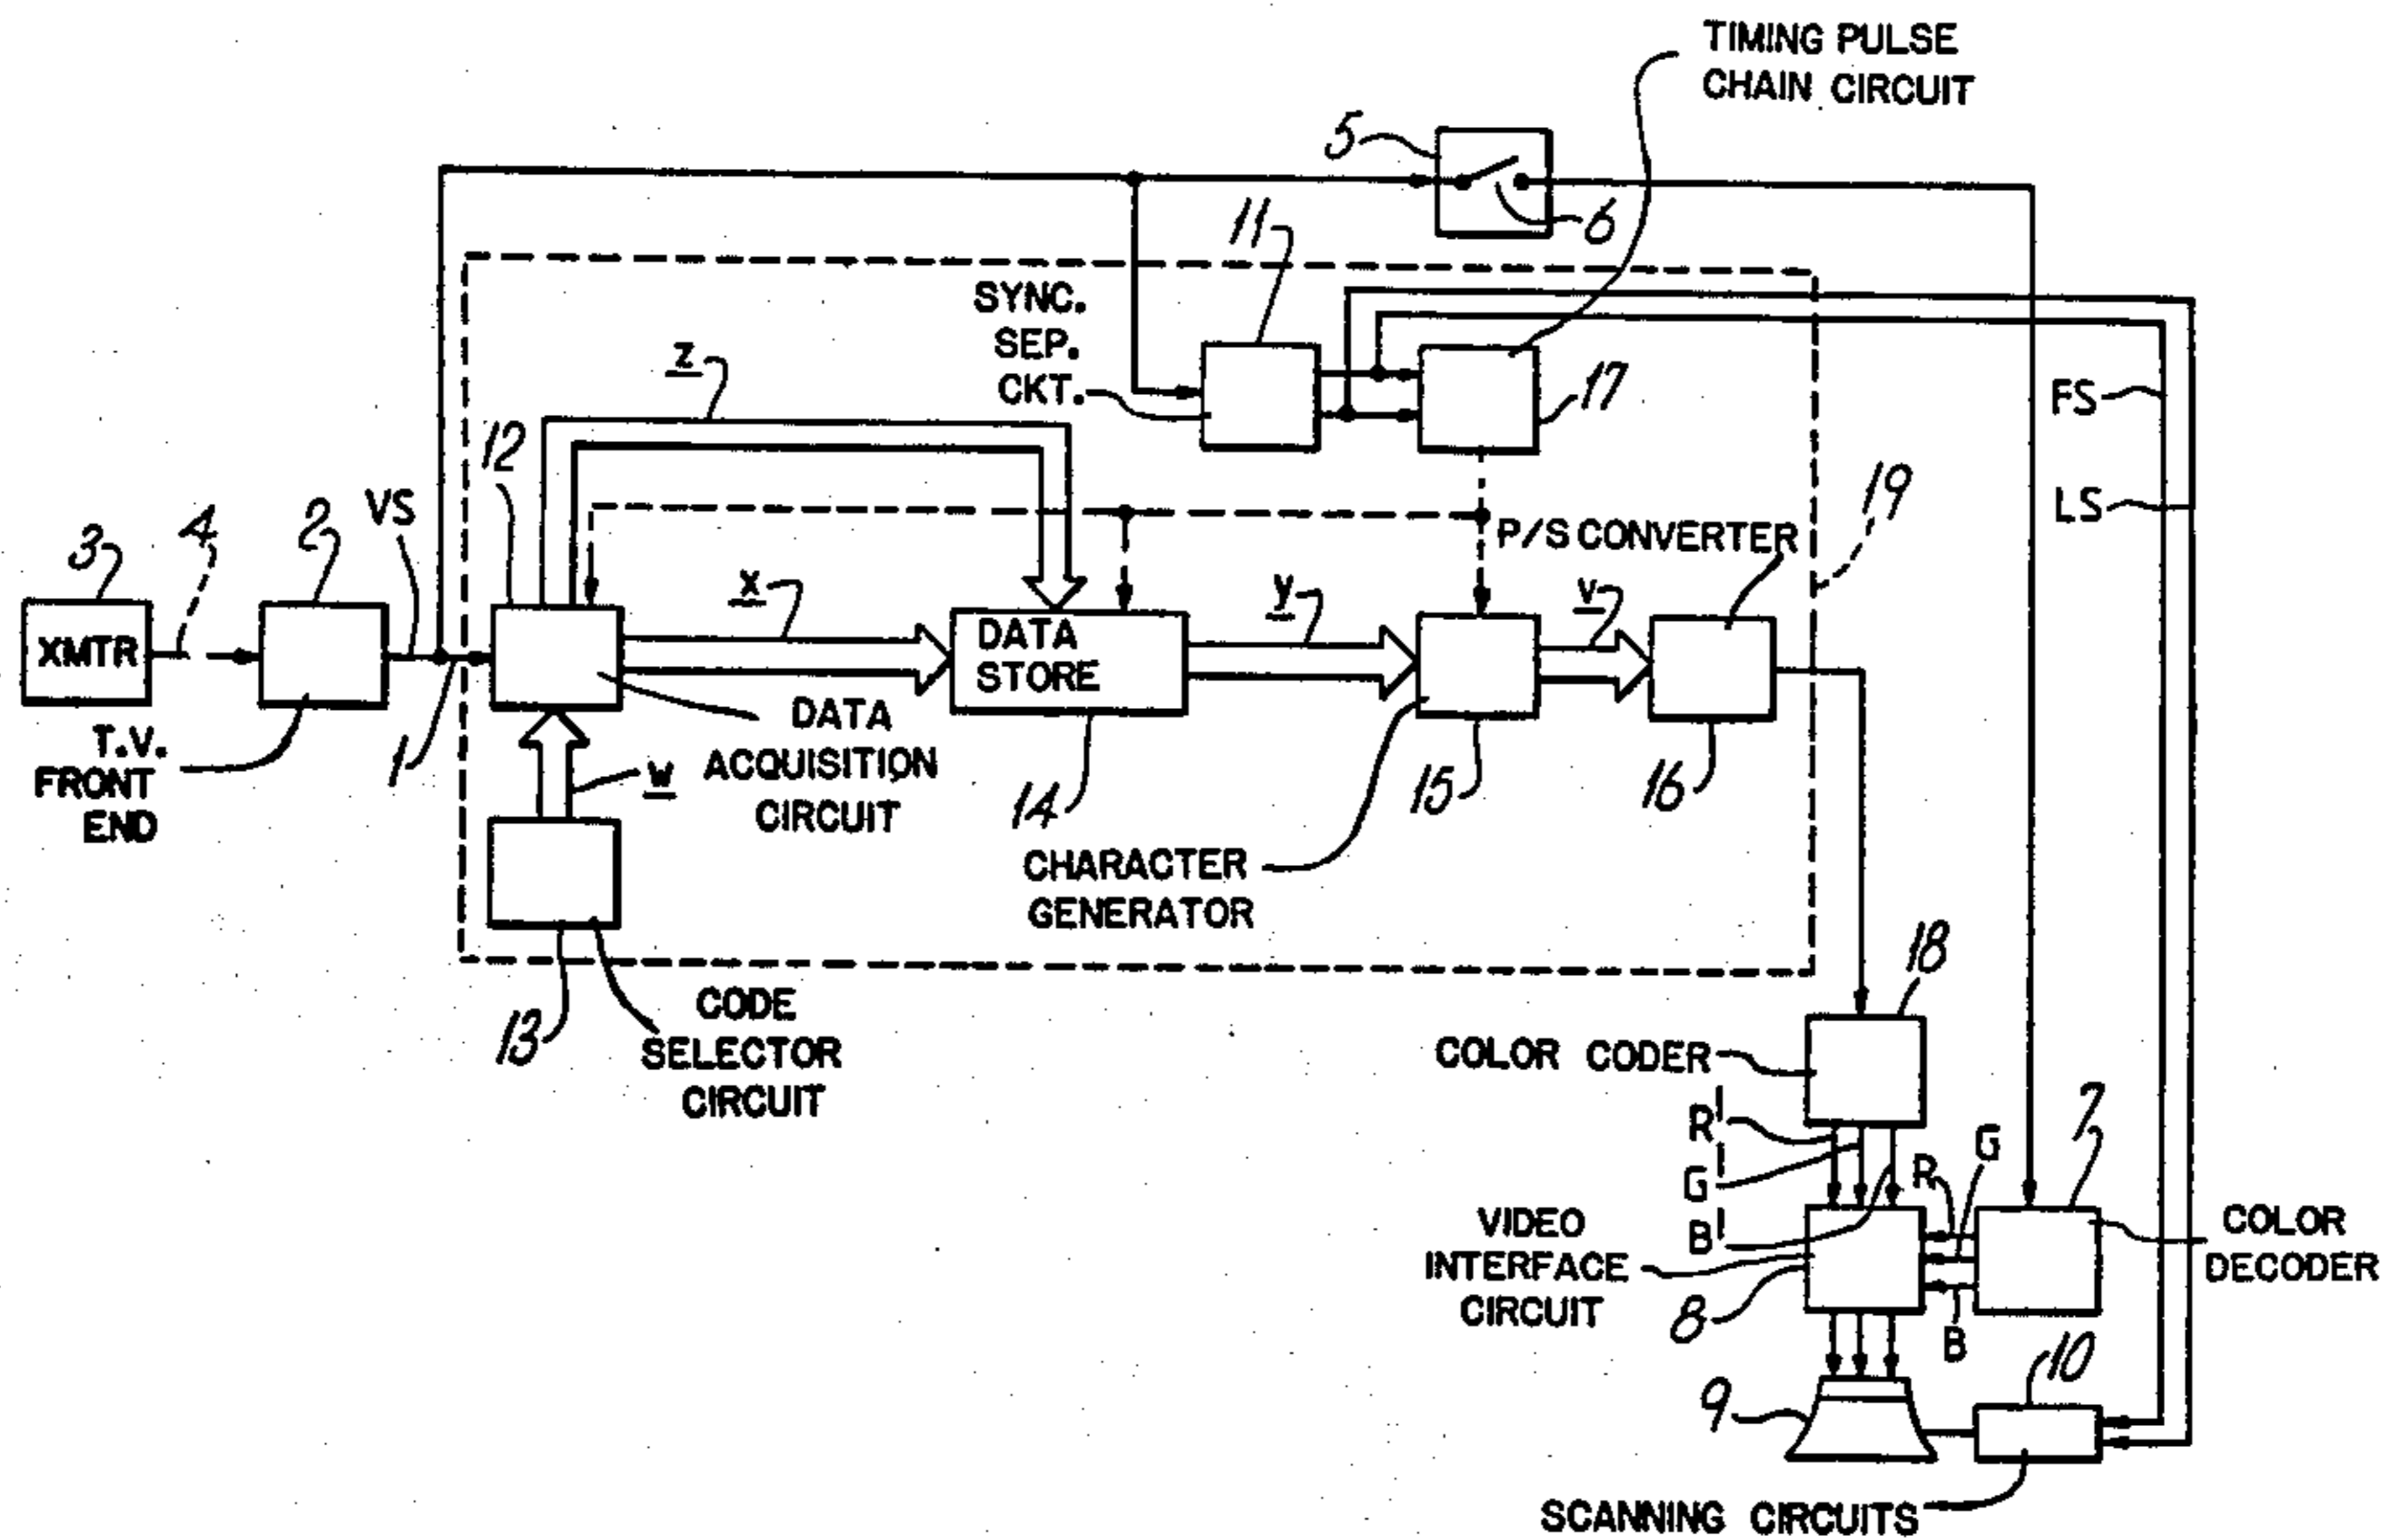 TIMING PULSE
CHAIN CIRCUIT
5
6
11
SYNC.
SEP.
CKT.
17
z
12
FS
LS
19
VS
3
4
2
P/S CONVERTER
x
y
v
XMTR
DATA
STORE
T.V.
FRONT
END
1
w
DATA
ACQUISITION
CIRCUIT
14
15
16
CHARACTER
GENERATOR
13
CODE
SELECTOR
CIRCUIT
18
COLOR CODER
R'
G'
B'
R
G
B
7
VIDEO
INTERFACE
CIRCUIT
8
COLOR
DECODER
9
10
SCANNING CIRCUITS